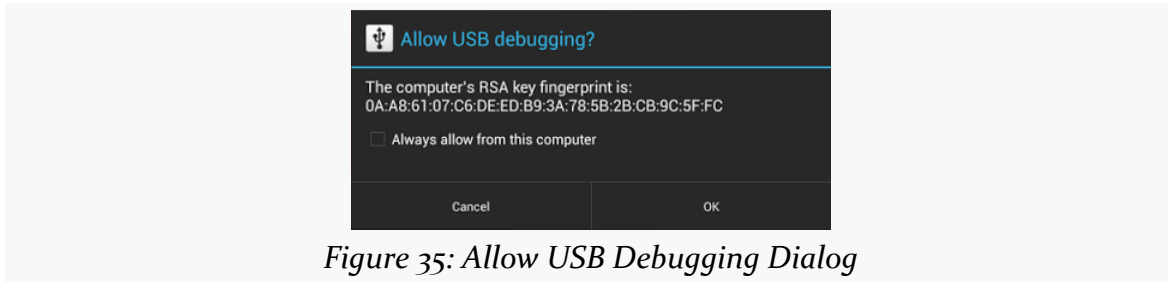 Allow USB debugging?
The computer's RSA key fingerprint is:
0A:A8:61:07:C6:DE:ED:B9:3A:78:5B:2B:CB:9C:5F:FC
Always allow from this computer
Cancel
OK
Figure 35: Allow USB Debugging Dialog